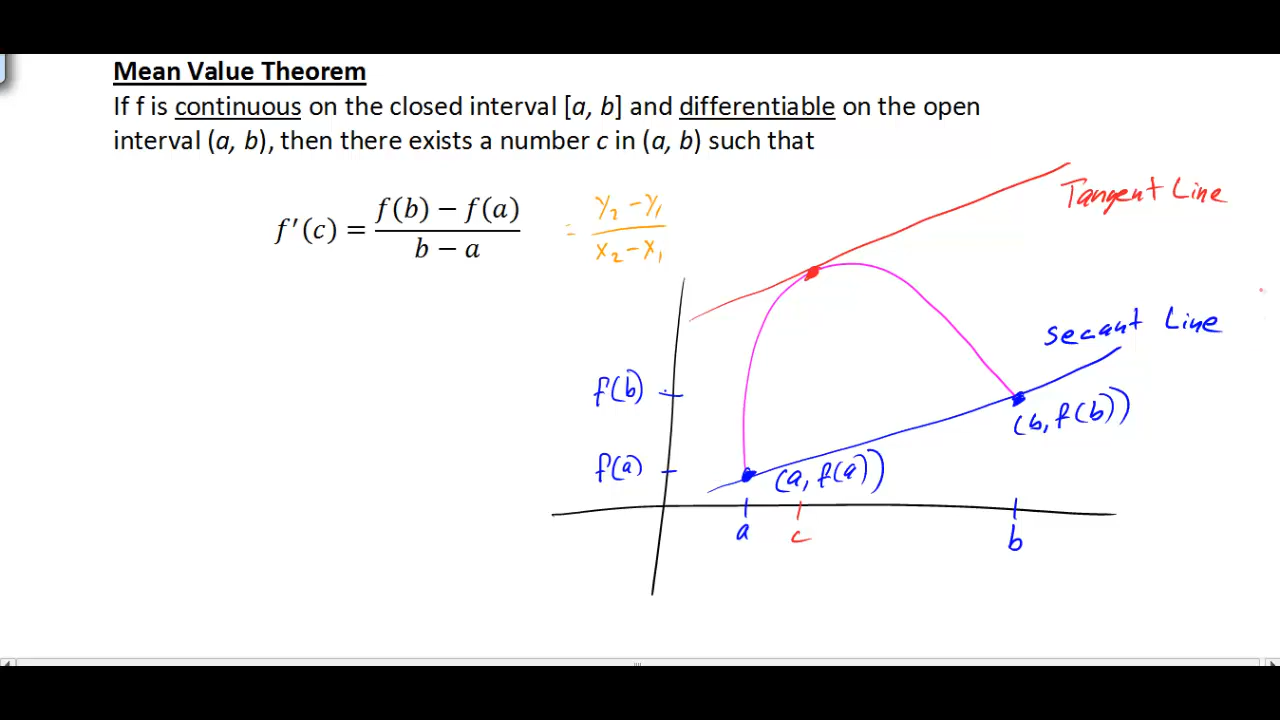 Mean Value Theorem
If f is continuous on the closed interval [a, b] and differentiable on the open
interval (a, b), then there exists a number c in (a, b) such that
f′(c) = (f(b) − f(a))/(b − a) = (y₂ − y₁)/(x₂ − x₁)
Tangent Line
secant Line
f(b)
(b, f(b))
f(a)
(a, f(a))
a c b